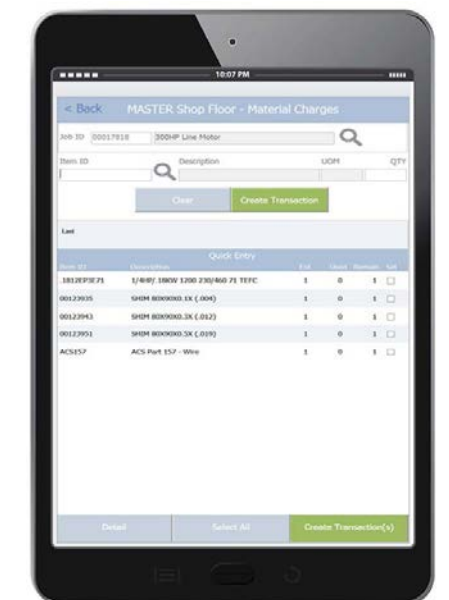 10:07 PM
< Back MASTER Shop Floor - Material Charges
Job ID 00017818 300HP Line Motor
Item ID Description UOM QTY
Clear Create Transaction
Last
Quick Entry
Item ID Description Est Used Remain Sel
.1812EP3E71 1/4HP/.18KW 1200 230/460 71 TEFC 1 0 1
00123935 SHIM 80X90X0.1X (.004) 1 0 1
00123943 SHIM 80X90X0.3X (.012) 1 0 1
00123951 SHIM 80X90X0.5X (.019) 1 0 1
ACS157 ACS Part 157 - Wire 1 0 1
Detail Select All Create Transaction(s)